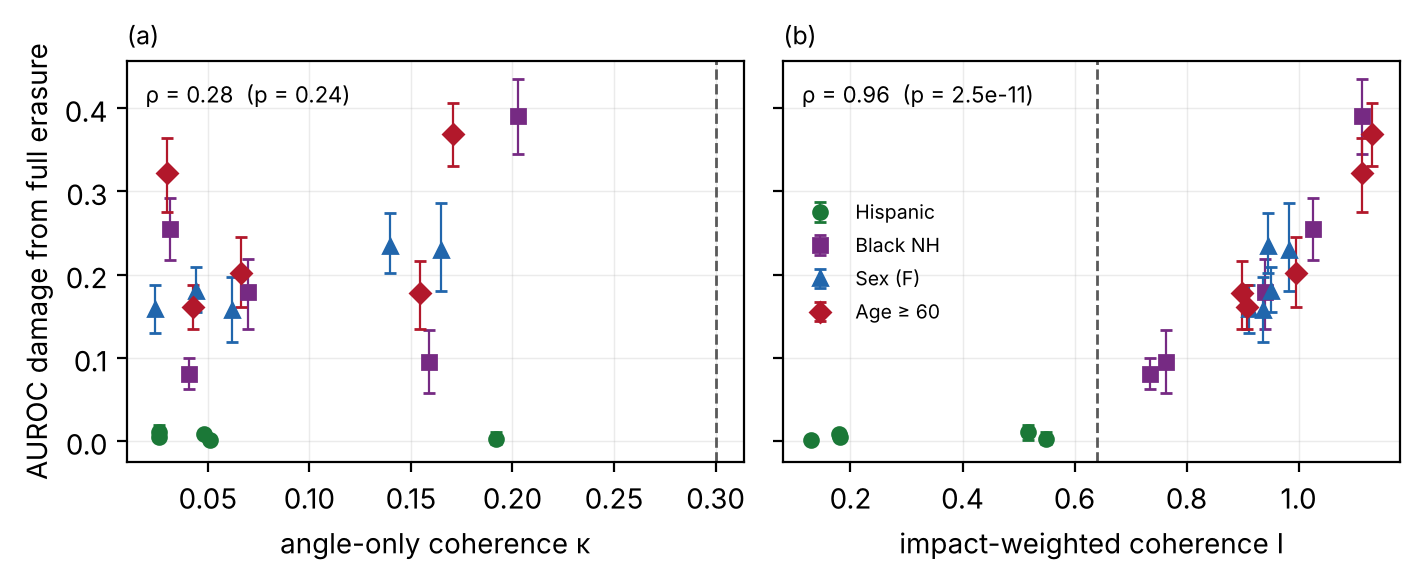 (a)
ρ = 0.28 (p = 0.24)
AUROC damage from full erasure
0.4
0.3
0.2
0.1
0.0
0.05
0.10
0.15
0.20
0.25
0.30
angle-only coherence κ
(b)
ρ = 0.96 (p = 2.5e-11)
Hispanic
Black NH
Sex (F)
Age ≥ 60
0.2
0.4
0.6
0.8
1.0
impact-weighted coherence I